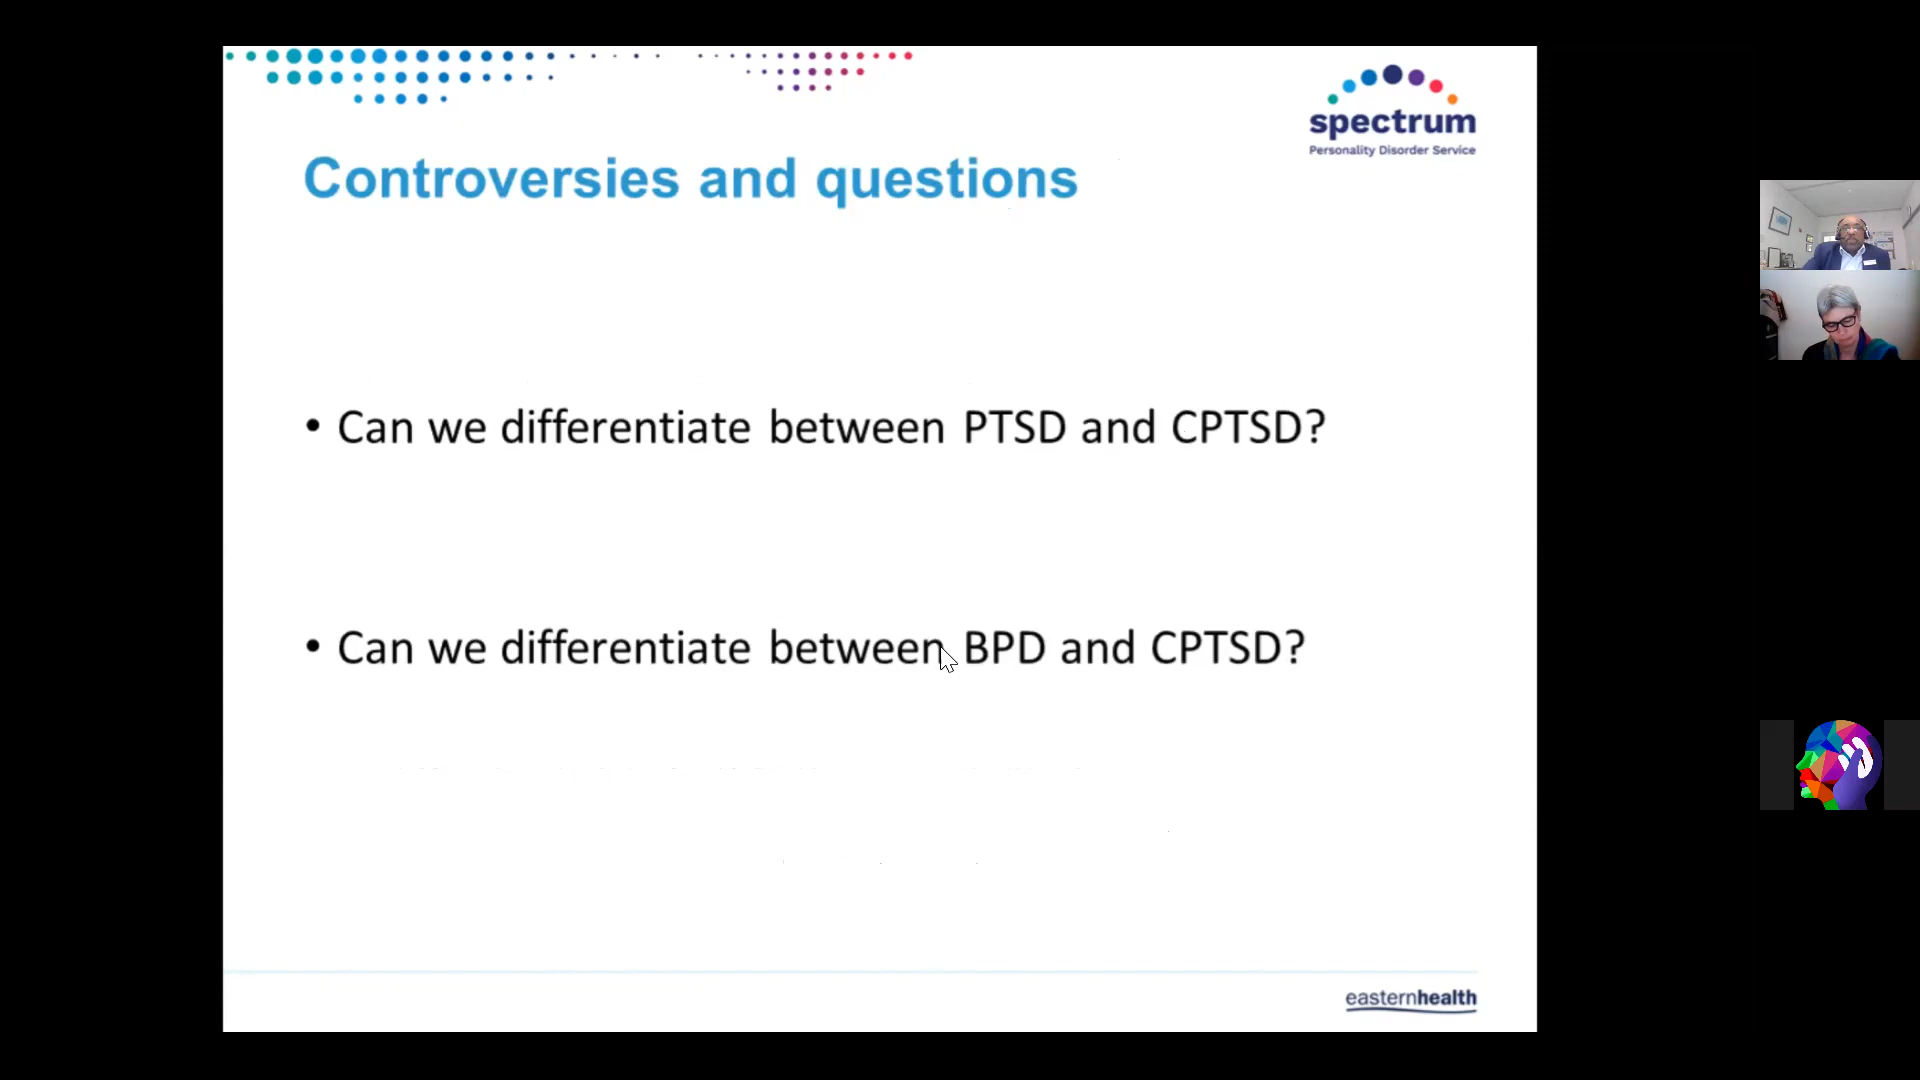 spectrum
Personality Disorder Service
Controversies and questions
• Can we differentiate between PTSD and CPTSD?
• Can we differentiate between BPD and CPTSD?
easternhealth